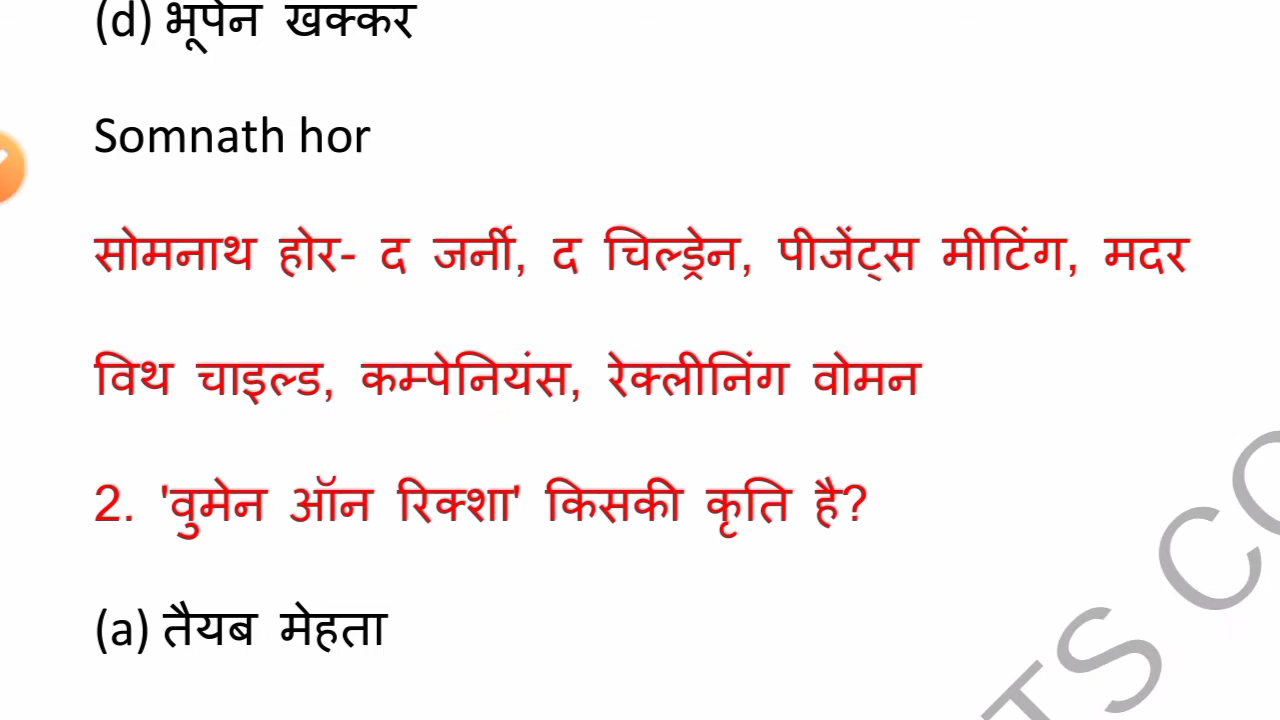 (d) भूपेन खक्कर
Somnath hor
सोमनाथ होर- द जर्नी, द चिल्ड्रेन, पीजेंट्स मीटिंग, मदर
विथ चाइल्ड, कम्पेनियंस, रेक्लीनिंग वोमन
2. 'वुमेन ऑन रिक्शा' किसकी कृति है?
(a) तैयब मेहता